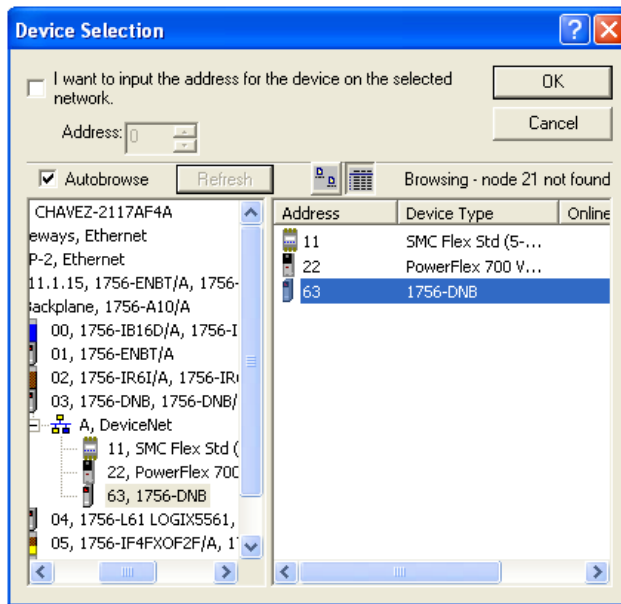 Device Selection
I want to input the address for the device on the selected
network.
OK
Address: 0
Cancel
Autobrowse
Refresh
Browsing - node 21 not found
CHAVEZ-2117AF4A
eways, Ethernet
P-2, Ethernet
11.1.15, 1756-ENBT/A, 1756-
ackplane, 1756-A10/A
00, 1756-IB16D/A, 1756-I
01, 1756-ENBT/A
02, 1756-IR6I/A, 1756-IR
03, 1756-DNB, 1756-DNB/
A, DeviceNet
11, SMC Flex Std (
22, PowerFlex 700
63, 1756-DNB
04, 1756-L61 LOGIX5561,
05, 1756-IF4FXOF2F/A, 1
Address Device Type Online
11 SMC Flex Std (5-...
22 PowerFlex 700 V...
63 1756-DNB